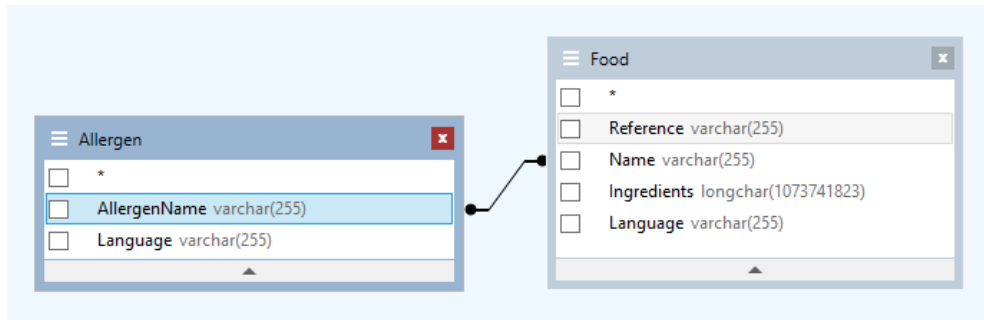 Allergen
*
AllergenName varchar(255)
Language varchar(255)
Food
*
Reference varchar(255)
Name varchar(255)
Ingredients longchar(1073741823)
Language varchar(255)